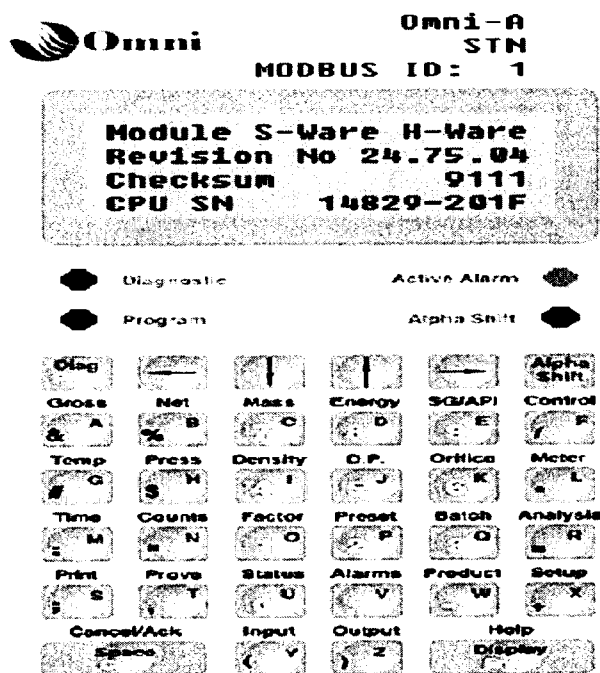 Omni
Omni-A
STN
MODBUS ID: 1
Module S-Ware H-Ware
Revision No 24.75.04
Checksum 9111
CPU SN 14829-201F
Diagnostic Active Alarm
Program Alpha Shift
Diag Alpha Shift
Gross Net Mass Energy SG/API Control
& A % B C D : E / F
Temp Press Density D.P. Orifice Meter
# G $ H I J K L
Time Counts Factor Preset Batch Analysis
= M N O P Q R
Print Prove Status Alarms Product Setup
; S T U V W + X
Cancel/Ack Input Output Help
Space ( Y ) Z Display